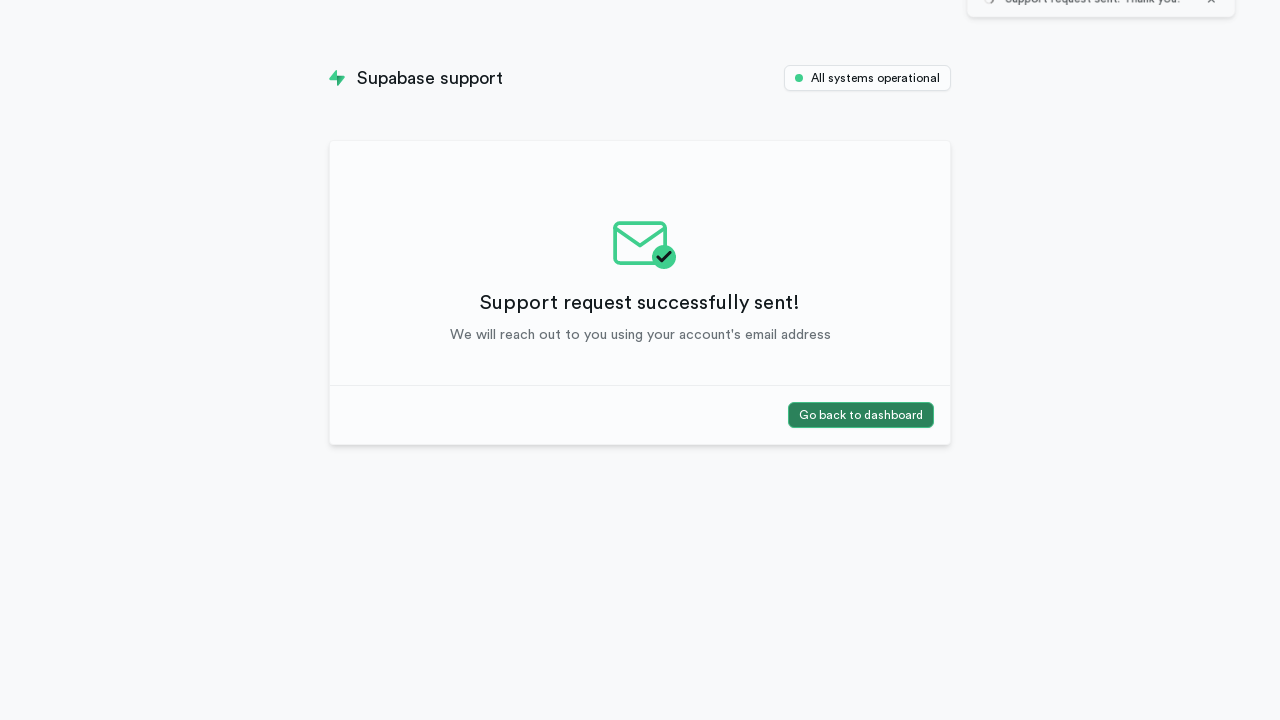 Support request sent. Thank you!
Supabase support
All systems operational
Support request successfully sent!
We will reach out to you using your account's email address
Go back to dashboard